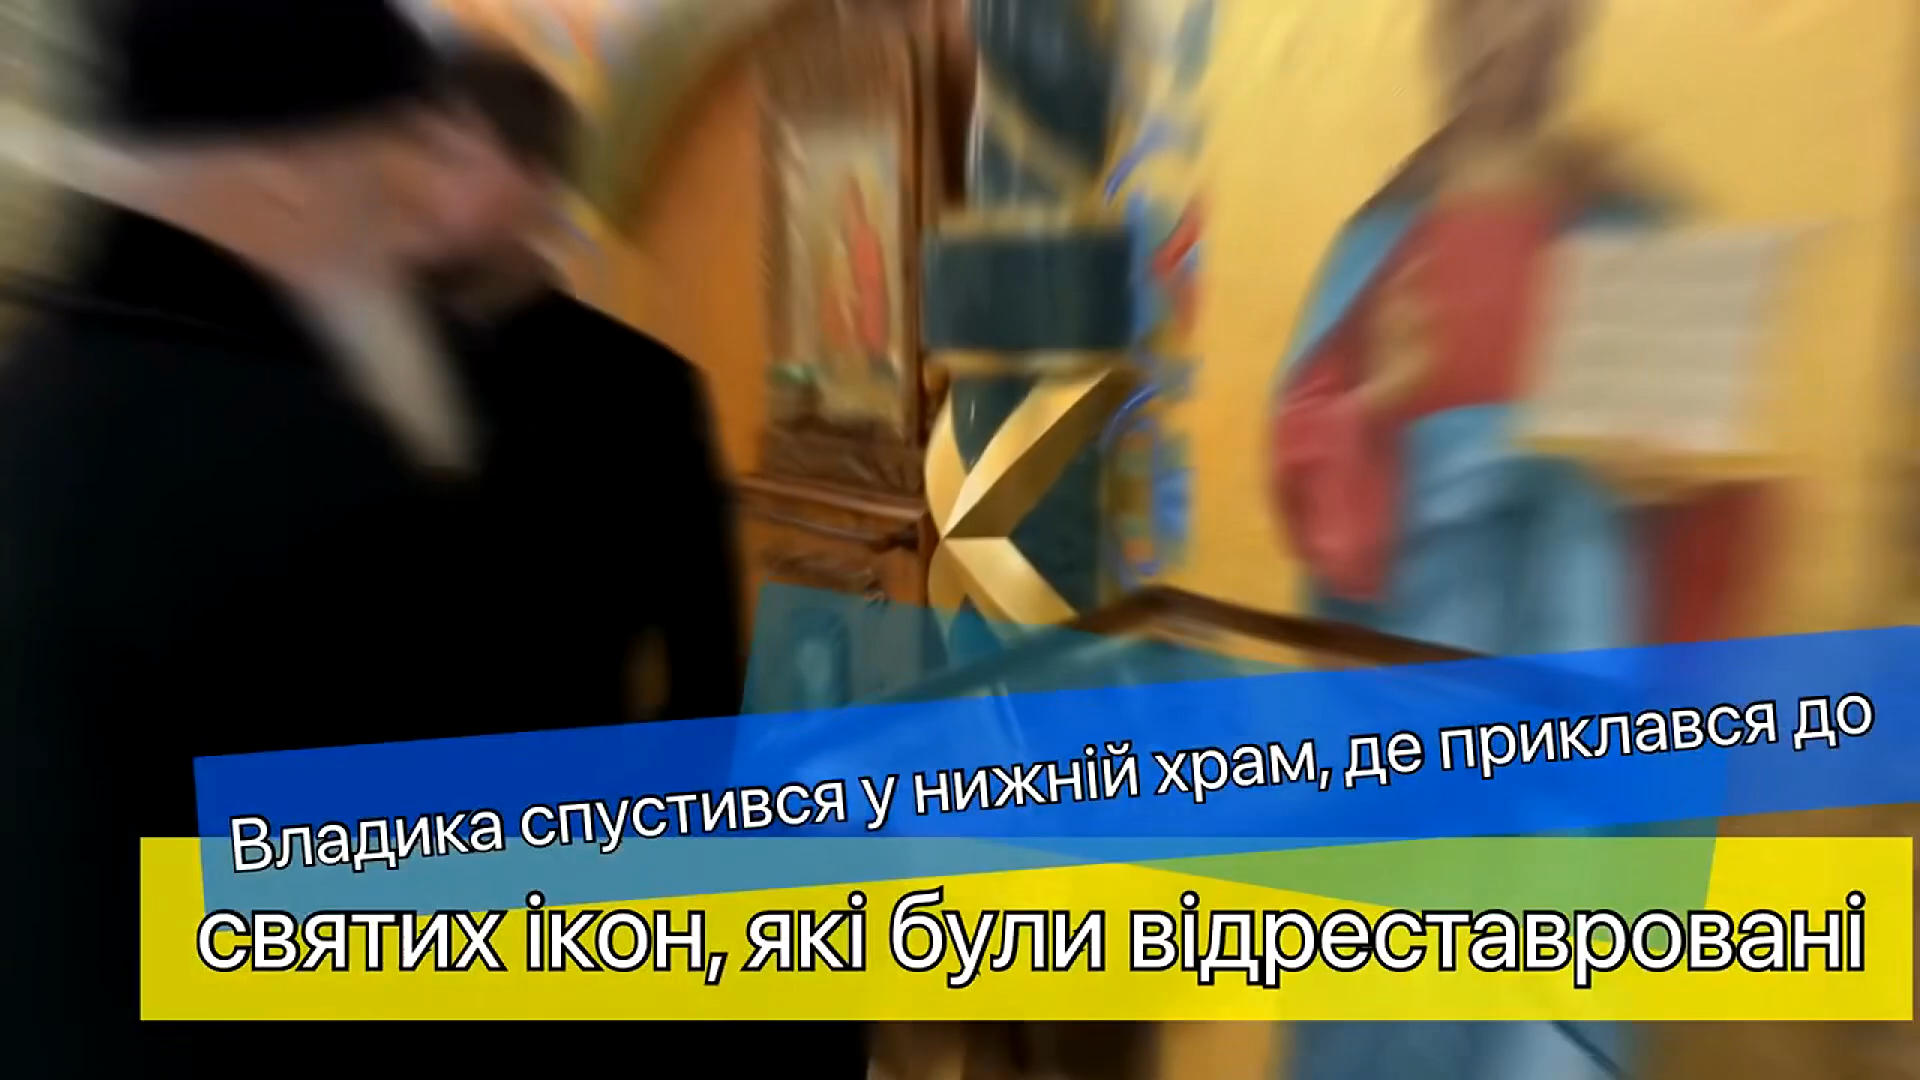 Владика спустився у нижній храм, де приклався до
святих ікон, які були відреставровані